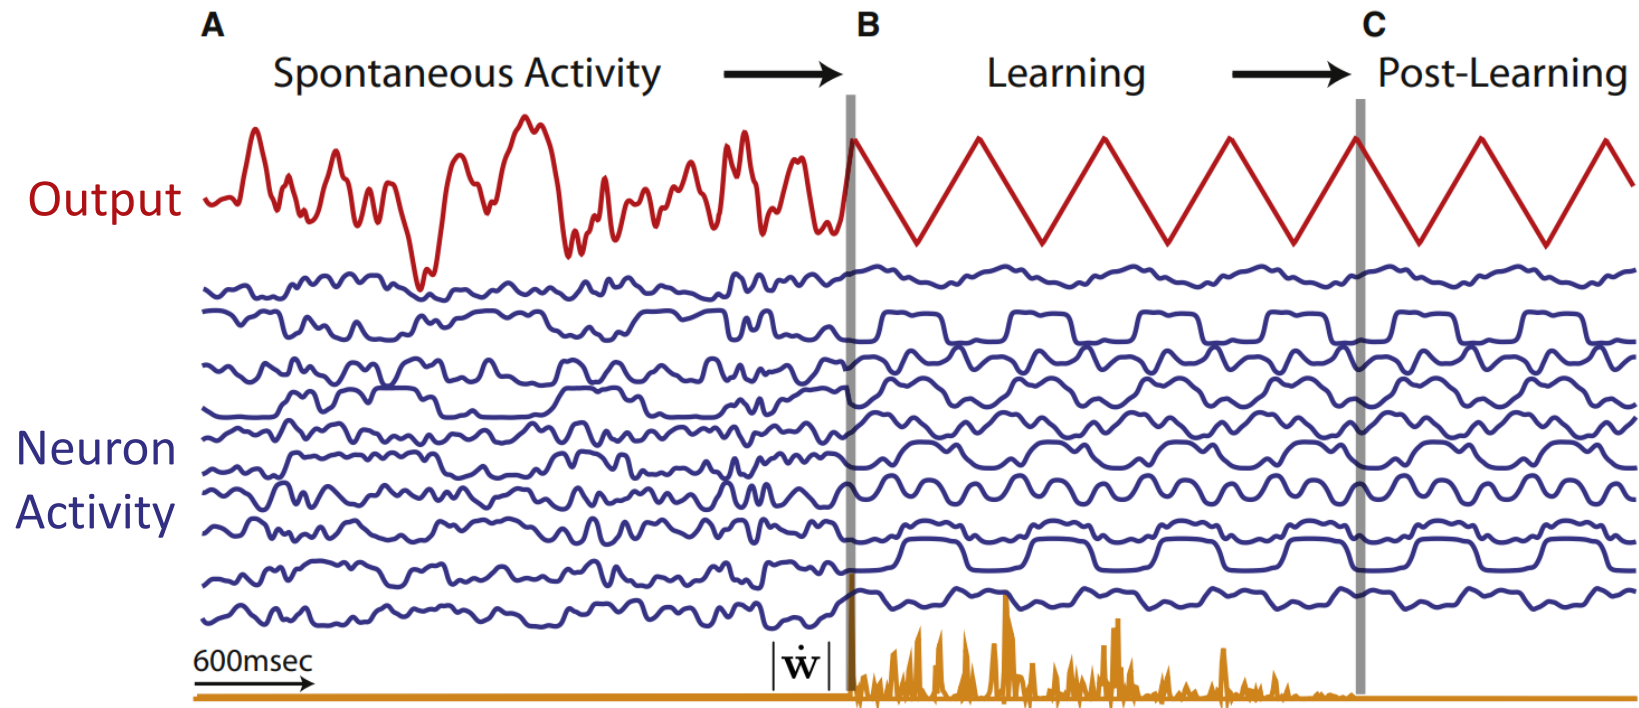 A
B
C
Spontaneous Activity
Learning
Post-Learning
Output
Neuron
Activity
600msec
|ẇ|